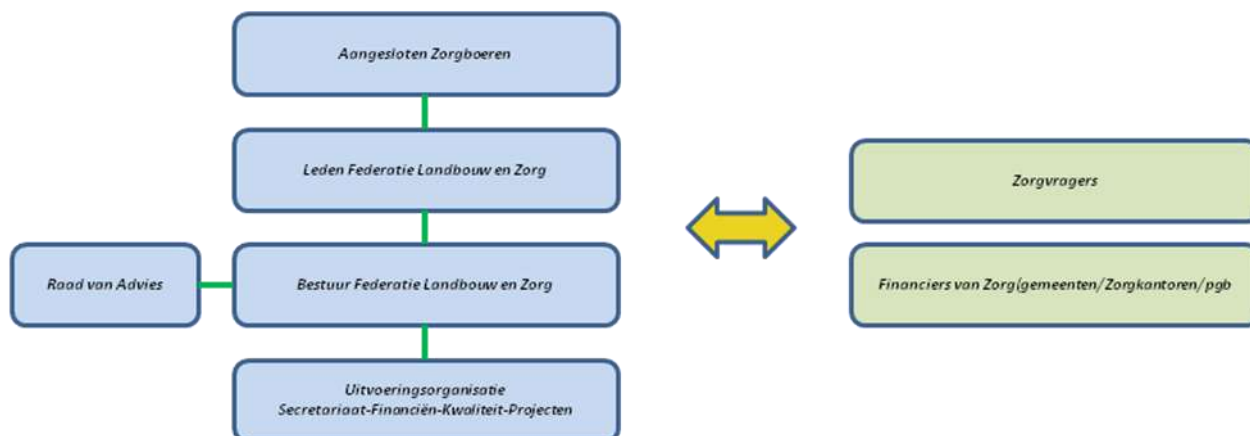 Aangesloten Zorgboeren
Leden Federatie Landbouw en Zorg
Zorgvragers
Raad van Advies
Bestuur Federatie Landbouw en Zorg
Financiers van Zorg(gemeenten/Zorgkantoren/pgb
Uitvoeringsorganisatie
Secretariaat-Financiën-Kwaliteit-Projecten